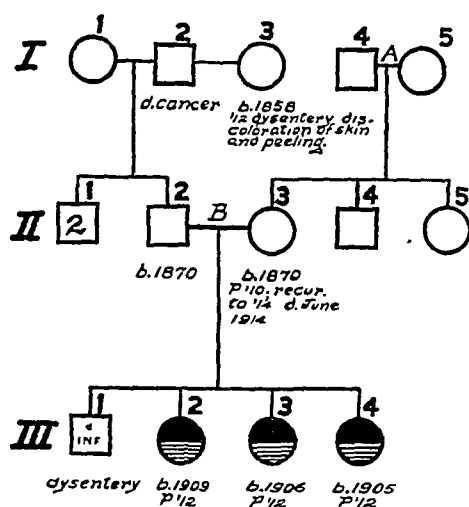 I 1 2 3 4 A 5
d.cancer
b.1858
1/2 dysentery dis-
coloration of skin
and peeling.
II 1 2 2 B 3 4 5
2
b.1870
b.1870
P'10. recur.
to '14 d. June
1914
III 1 2 3 4
d
INF
dysentery
b.1909
P'12
b.1906
P'12
b.1905
P'12